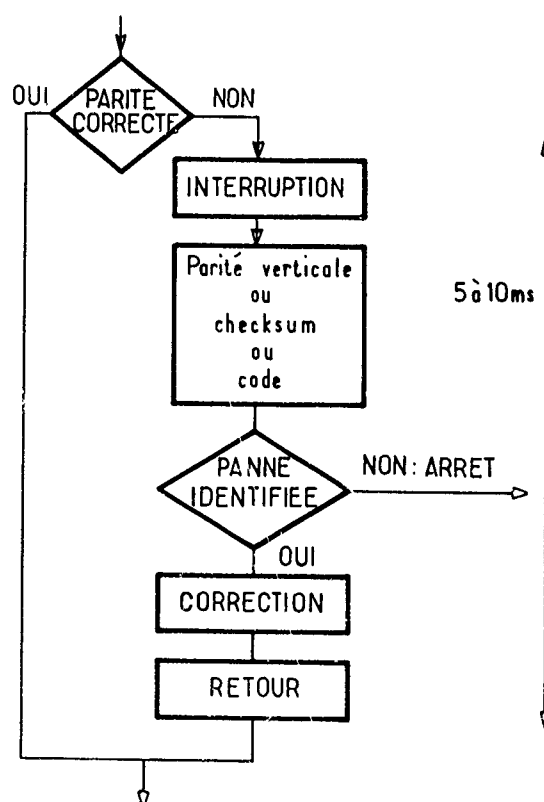 OUI
PARITE
CORRECTE
NON
INTERRUPTION
Parité verticale
ou
checksum
ou
code
5 à 10ms
PANNE
IDENTIFIEE
NON : ARRET
OUI
CORRECTION
RETOUR